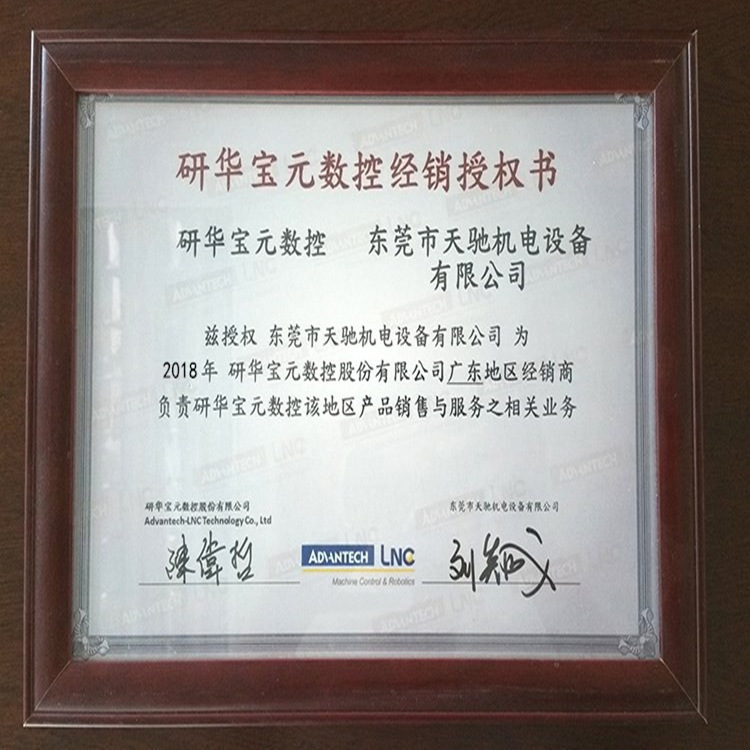 研华宝元数控经销授权书
研华宝元数控 东莞市天驰机电设备
有限公司
兹授权 东莞市天驰机电设备有限公司 为
2018年 研华宝元数控股份有限公司广东地区经销商
负责研华宝元数控该地区产品销售与服务之相关业务
研华宝元数控股份有限公司
Advantech-LNC Technology Co., Ltd
东莞市天驰机电设备有限公司
陳偉哲
ADVANTECH LNC
Machine Control & Robotics